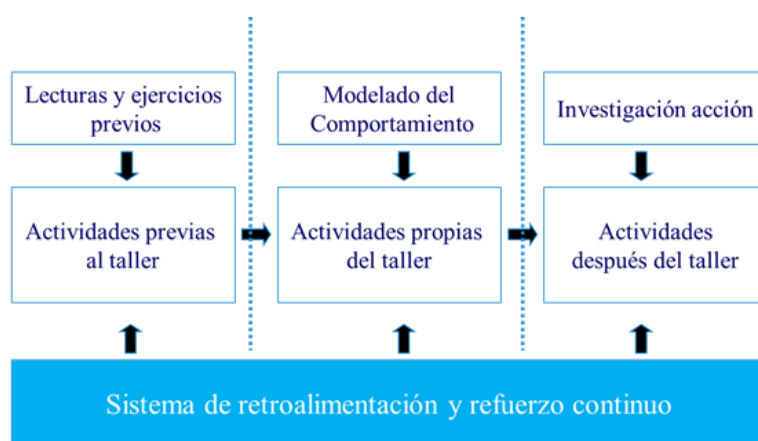 Lecturas y ejercicios
previos
Modelado del
Comportamiento
Investigación acción
Actividades previas
al taller
Actividades propias
del taller
Actividades
después del taller
Sistema de retroalimentación y refuerzo continuo